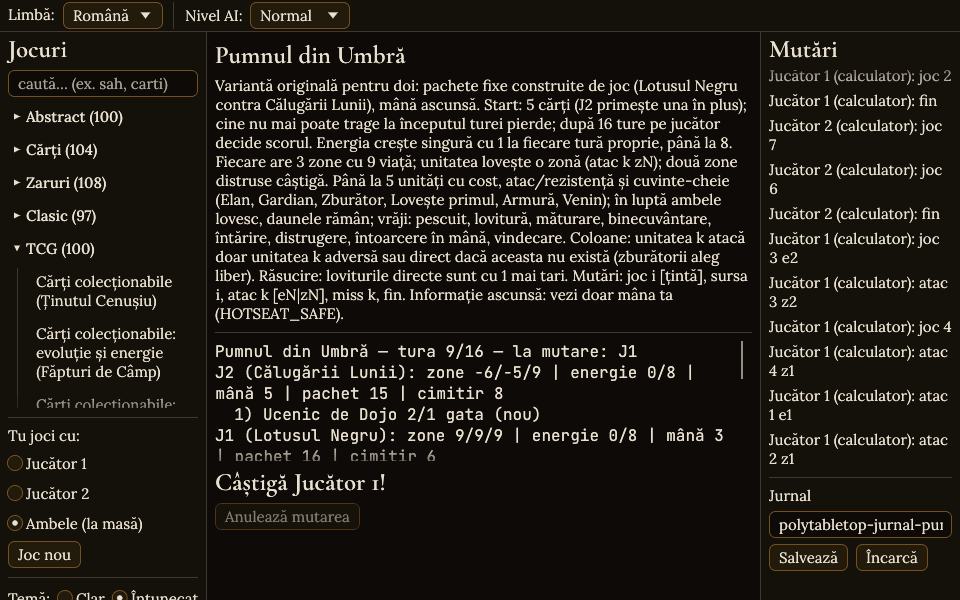 Limbă: Română ▼ Nivel AI: Normal ▼
Jocuri
caută... (ex. sah, carti)
▸ Abstract (100)
▸ Cărți (104)
▸ Zaruri (108)
▸ Clasic (97)
▾ TCG (100)
Cărți colecționabile
(Ținutul Cenușiu)
Cărți colecționabile:
evoluție și energie
(Făpturi de Câmp)
Cărți colecționabile:
Tu joci cu:
Jucător 1
Jucător 2
Ambele (la masă)
Joc nou
Temă: Clar Întunecat
Pumnul din Umbră
Variantă originală pentru doi: pachete fixe construite de joc (Lotusul Negru
contra Călugării Lunii), mână ascunsă. Start: 5 cărți (J2 primește una în plus);
cine nu mai poate trage la începutul turei pierde; după 16 ture pe jucător
decide scorul. Energia crește singură cu 1 la fiecare tură proprie, până la 8.
Fiecare are 3 zone cu 9 viață; unitatea lovește o zonă (atac k zN); două zone
distruse câștigă. Până la 5 unități cu cost, atac/rezistență și cuvinte-cheie
(Elan, Gardian, Zburător, Lovește primul, Armură, Venin); în luptă ambele
lovesc, daunele rămân; vrăji: pescuit, lovitură, măturare, binecuvântare,
întărire, distrugere, întoarcere în mână, vindecare. Coloane: unitatea k atacă
doar unitatea k adversă sau direct dacă aceasta nu există (zburătorii aleg
liber). Răsucire: loviturile directe sunt cu 1 mai tari. Mutări: joc i [țintă], sursa
i, atac k [eN|zN], miss k, fin. Informație ascunsă: vezi doar mâna ta
(HOTSEAT_SAFE).
Pumnul din Umbră — tura 9/16 — la mutare: J1
J2 (Călugării Lunii): zone -6/-5/9 | energie 0/8 |
mână 5 | pachet 15 | cimitir 8
1) Ucenic de Dojo 2/1 gata (nou)
J1 (Lotusul Negru): zone 9/9/9 | energie 0/8 | mână 3
| pachet 16 | cimitir 6
Câștigă Jucător 1!
Anulează mutarea
Mutări
Jucător 1 (calculator): joc 2
Jucător 1 (calculator): fin
Jucător 2 (calculator): joc
7
Jucător 2 (calculator): joc
6
Jucător 2 (calculator): fin
Jucător 1 (calculator): joc
3 e2
Jucător 1 (calculator): atac
3 z2
Jucător 1 (calculator): joc 4
Jucător 1 (calculator): atac
4 z1
Jucător 1 (calculator): atac
1 e1
Jucător 1 (calculator): atac
2 z1
Jurnal
polytabletop-jurnal-pu
Salvează Încarcă